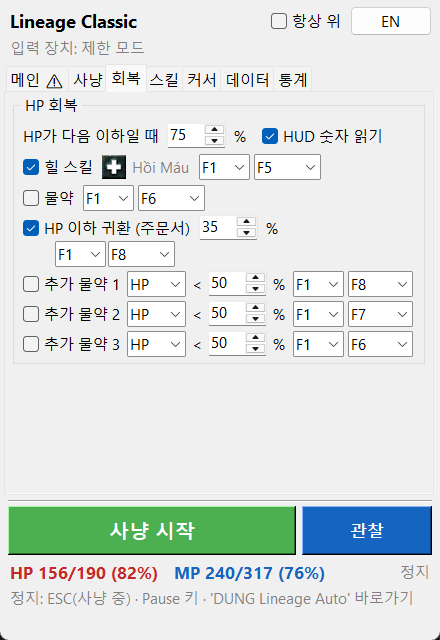 Lineage Classic
항상 위
EN
입력 장치: 제한 모드
메인 ⚠ 사냥 회복 스킬 커서 데이터 통계
HP 회복
HP가 다음 이하일 때 75 % HUD 숫자 읽기
힐 스킬 Hồi Máu F1 F5
물약 F1 F6
HP 이하 귀환 (주문서) 35 %
F1 F8
추가 물약 1 HP < 50 % F1 F8
추가 물약 2 HP < 50 % F1 F7
추가 물약 3 HP < 50 % F1 F6
사냥 시작
관찰
HP 156/190 (82%) MP 240/317 (76%) 정지
정지: ESC(사냥 중) · Pause 키 · 'DUNG Lineage Auto' 바로가기